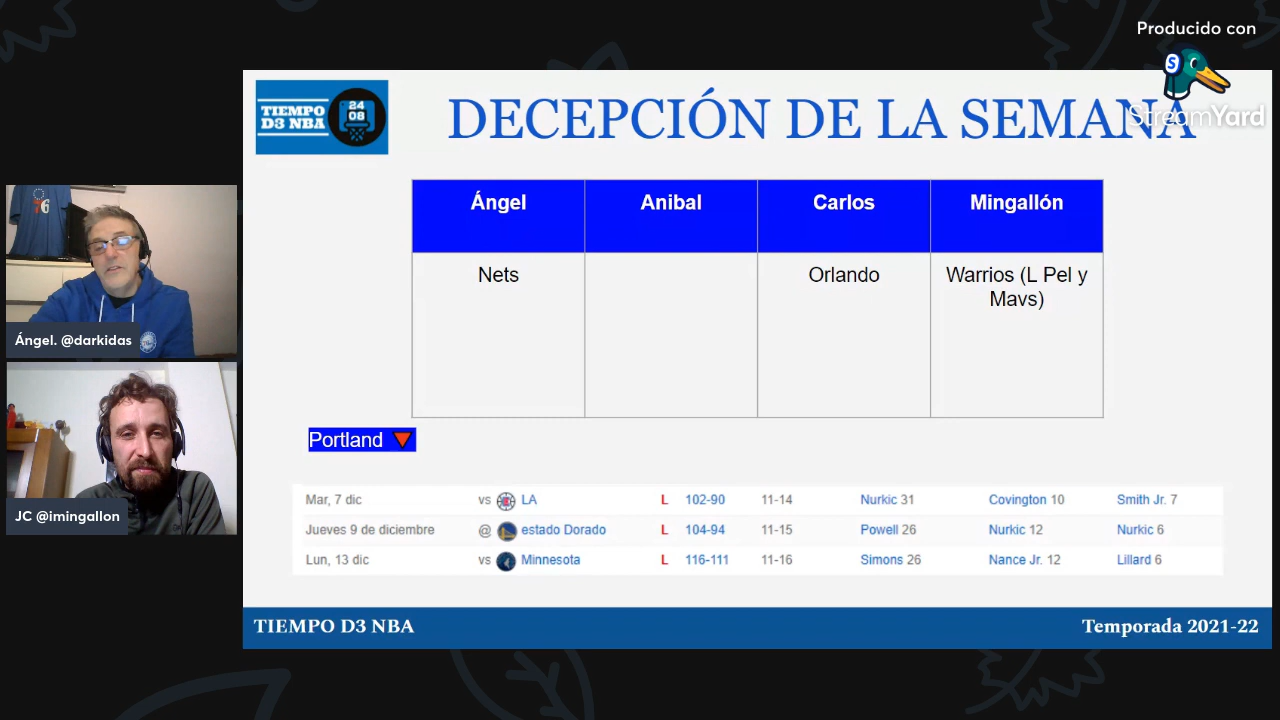 Producido con
StreamYard
TIEMPO
D3 NBA
24
08
DECEPCIÓN DE LA SEMANA
Ángel
Anibal
Carlos
Mingallón
Nets
Orlando
Warrios (L Pel y
Mavs)
Portland
Mar, 7 dic vs LA L 102-90 11-14 Nurkic 31 Covington 10 Smith Jr. 7
Jueves 9 de diciembre @ estado Dorado L 104-94 11-15 Powell 26 Nurkic 12 Nurkic 6
Lun, 13 dic vs Minnesota L 116-111 11-16 Simons 26 Nance Jr. 12 Lillard 6
TIEMPO D3 NBA
Temporada 2021-22
76
Ángel. @darkidas
JC @imingallon